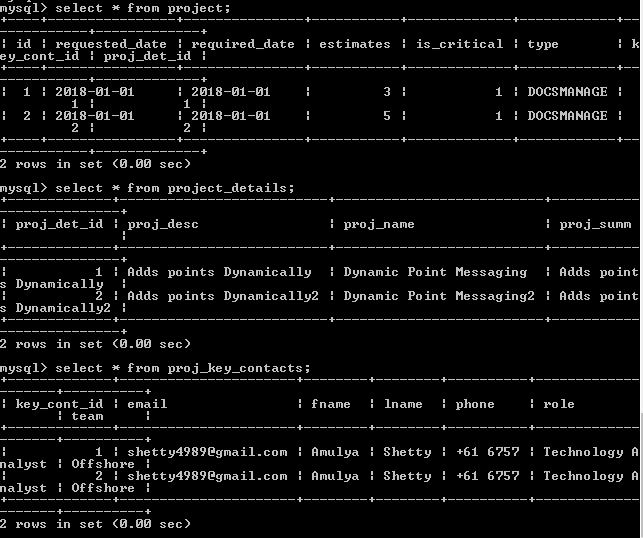 mysql> select * from project;
+----+----------------+---------------+-----------+-------------+------------+--
-----------+-------------+
| id | requested_date | required_date | estimates | is_critical | type       | k
ey_cont_id | proj_det_id |
+----+----------------+---------------+-----------+-------------+------------+--
-----------+-------------+
| 1 | 2018-01-01 | 2018-01-01 | 3 | 1 | DOCSMANAGE |
1 | 1 |
| 2 | 2018-01-01 | 2018-01-01 | 5 | 1 | DOCSMANAGE |
2 | 2 |
+----+----------------+---------------+-----------+-------------+------------+--
-----------+-------------+
2 rows in set (0.00 sec)
mysql> select * from project_details;
+-------------+-------------------------+--------------------------+-----------
----------------+
| proj_det_id | proj_desc | proj_name | proj_summ
|
+-------------+-------------------------+--------------------------+-----------
----------------+
| 1 | Adds points Dynamically | Dynamic Point Messaging | Adds point
s Dynamically |
| 2 | Adds points Dynamically2 | Dynamic Point Messaging2 | Adds point
s Dynamically2 |
+-------------+-------------------------+--------------------------+-----------
----------------+
2 rows in set (0.00 sec)
mysql> select * from proj_key_contacts;
+-------------+----------------------+--------+--------+----------+-------------
-------+----------+
| key_cont_id | email | fname | lname | phone | role
| team |
+-------------+----------------------+--------+--------+----------+-------------
-------+----------+
| 1 | shetty4989@gmail.com | Amulya | Shetty | +61 6757 | Technology A
nalyst | Offshore |
| 2 | shetty4989@gmail.com | Amulya | Shetty | +61 6757 | Technology A
nalyst | Offshore |
+-------------+----------------------+--------+--------+----------+-------------
-------+----------+
2 rows in set (0.00 sec)